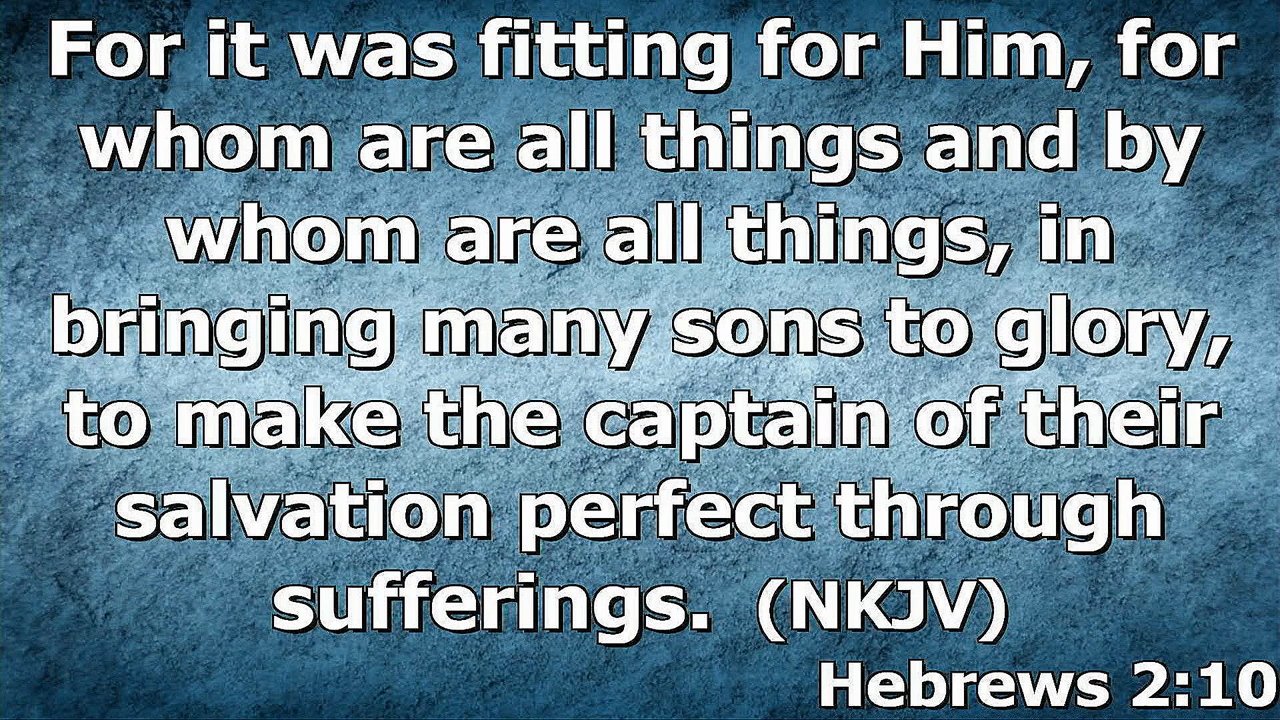 For it was fitting for Him, for
whom are all things and by
whom are all things, in
bringing many sons to glory,
to make the captain of their
salvation perfect through
sufferings. (NKJV)
Hebrews 2:10